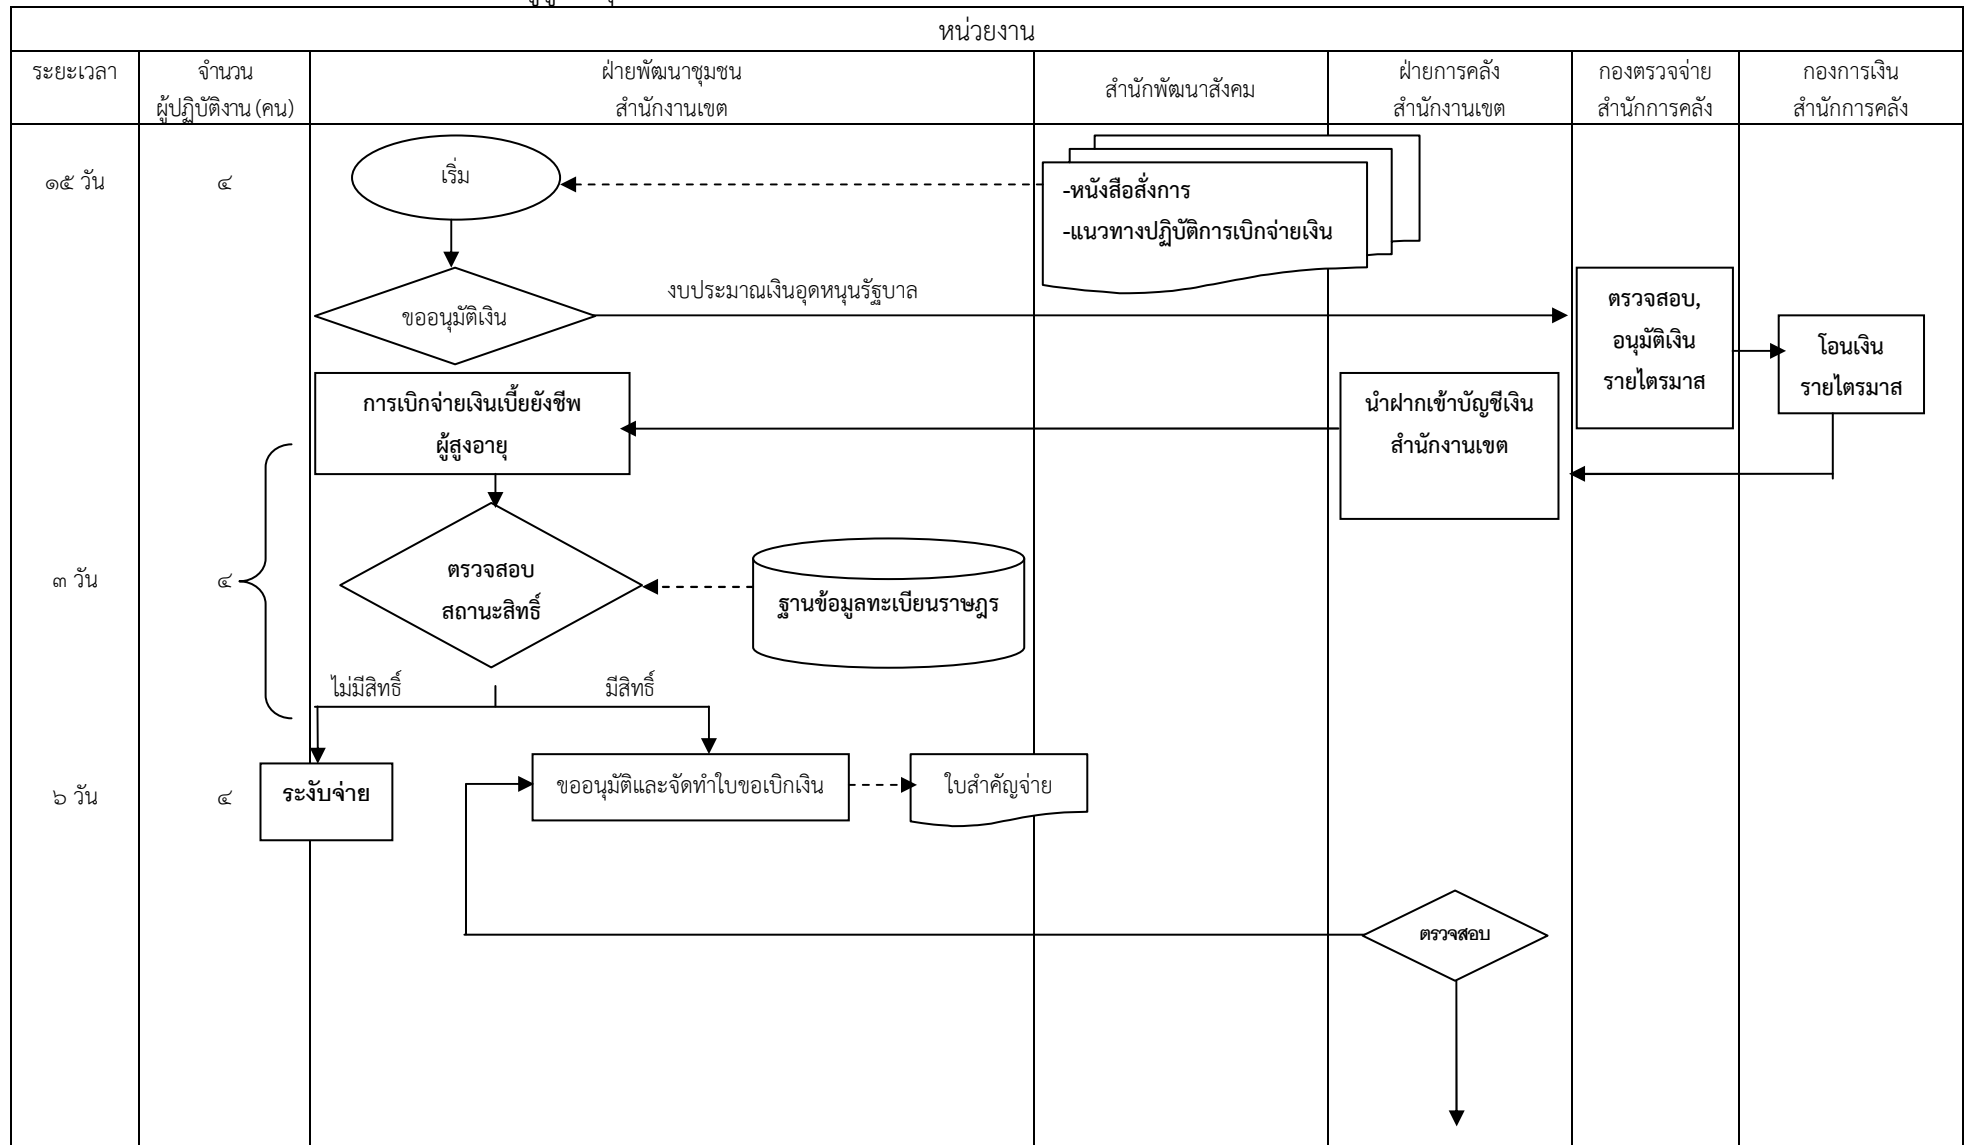 หน่วยงาน
ระยะเวลา
จำนวน
ผู้ปฏิบัติงาน (คน)
ฝ่ายพัฒนาชุมชน
สำนักงานเขต
สำนักพัฒนาสังคม
ฝ่ายการคลัง
สำนักงานเขต
กองตรวจจ่าย
สำนักการคลัง
กองการเงิน
สำนักการคลัง
๑๕ วัน
๔
เริ่ม
-หนังสือสั่งการ
-แนวทางปฏิบัติการเบิกจ่ายเงิน
ขออนุมัติเงิน
งบประมาณเงินอุดหนุนรัฐบาล
ตรวจสอบ,
อนุมัติเงิน
รายไตรมาส
โอนเงิน
รายไตรมาส
การเบิกจ่ายเงินเบี้ยยังชีพ
ผู้สูงอายุ
นำฝากเข้าบัญชีเงิน
สำนักงานเขต
๓ วัน
๔
ตรวจสอบ
สถานะสิทธิ์
ฐานข้อมูลทะเบียนราษฎร
ไม่มีสิทธิ์
มีสิทธิ์
๖ วัน
๔
ระงับจ่าย
ขออนุมัติและจัดทำใบขอเบิกเงิน
ใบสำคัญจ่าย
ตรวจสอบ